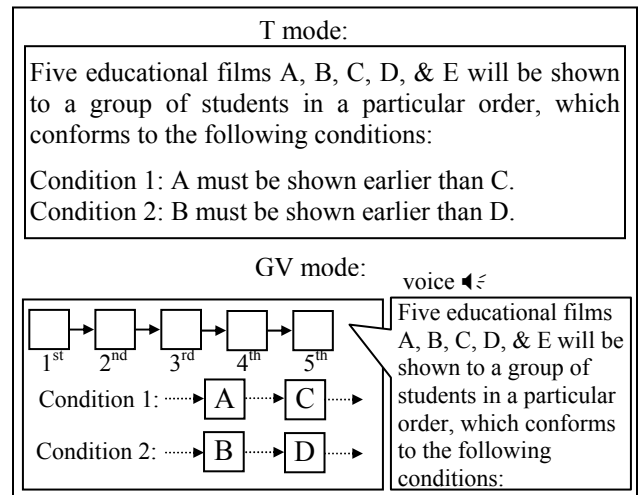 T mode:
Five educational films A, B, C, D, & E will be shown
to a group of students in a particular order, which
conforms to the following conditions:
Condition 1: A must be shown earlier than C.
Condition 2: B must be shown earlier than D.
GV mode:
voice
1st 2nd 3rd 4th 5th
Condition 1: A C
Condition 2: B D
Five educational films
A, B, C, D, & E will be
shown to a group of
students in a particular
order, which conforms
to the following
conditions: